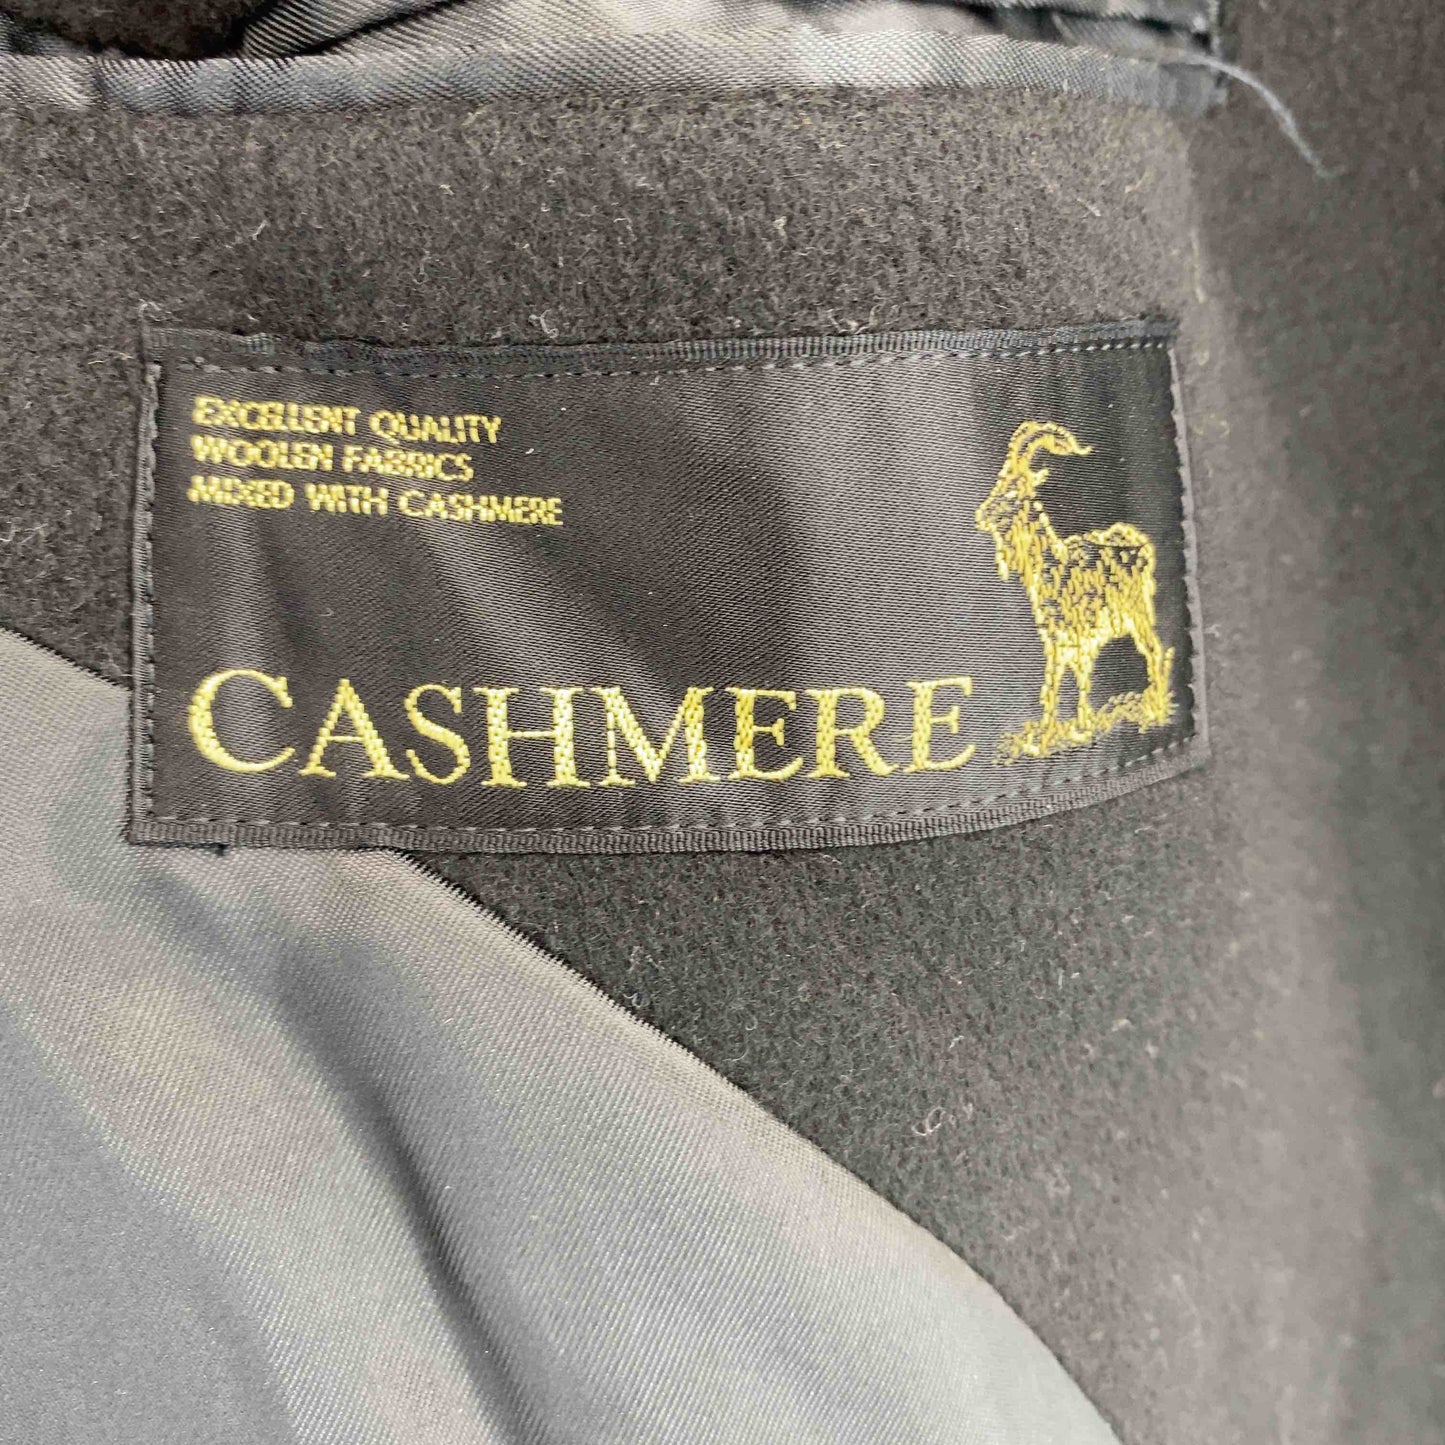 EXCELLENT QUALITY
WOOLEN FABRICS
MIXED WITH CASHMERE
CASHMERE